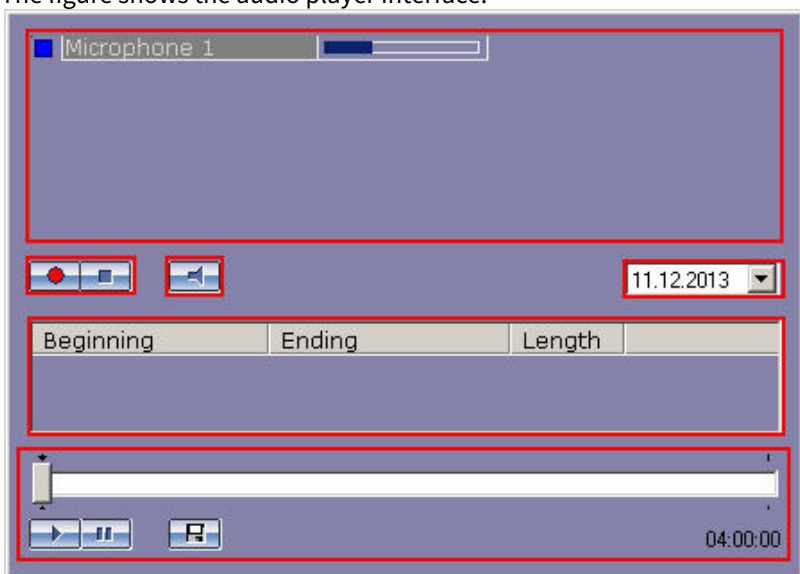 The figure shows the audio player interface:
Microphone 1
11.12.2013
Beginning Ending Length
04:00:00